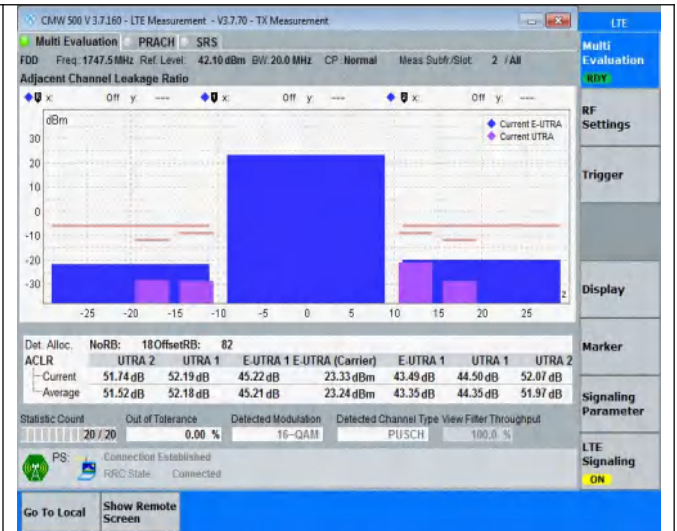 CMW 500 V 3.7.160 - LTE Measurement - V3.7.70 - TX Measurement
LTE
Multi Evaluation PRACH SRS
Multi Evaluation
RDY
FDD Freq.: 1747.5 MHz Ref. Level: 42.10 dBm BW: 20.0 MHz CP: Normal Meas Subfr./Slot: 2 / All
Adjacent Channel Leakage Ratio
x: Off y: --- x: Off y: --- x: Off y: ---
dBm
Current E-UTRA
Current UTRA
30
20
10
0
-10
-20
-30
-25 -20 -15 -10 -5 0 5 10 15 20 25
RF Settings
Trigger
Display
Marker
Signaling Parameter
LTE Signaling
ON
Det. Alloc. NoRB: 18 OffsetRB: 82
ACLR UTRA 2 UTRA 1 E-UTRA 1 E-UTRA (Carrier) E-UTRA 1 UTRA 1 UTRA 2
Current 51.74 dB 52.19 dB 45.22 dB 23.33 dBm 43.49 dB 44.50 dB 52.07 dB
Average 51.52 dB 52.18 dB 45.21 dB 23.24 dBm 43.35 dB 44.35 dB 51.97 dB
Statistic Count Out of Tolerance Detected Modulation Detected Channel Type View Filter Throughput
20 / 20 0.00 % 16-QAM PUSCH 100.0 %
PS: Connection Established
RRC State Connected
Go To Local
Show Remote Screen